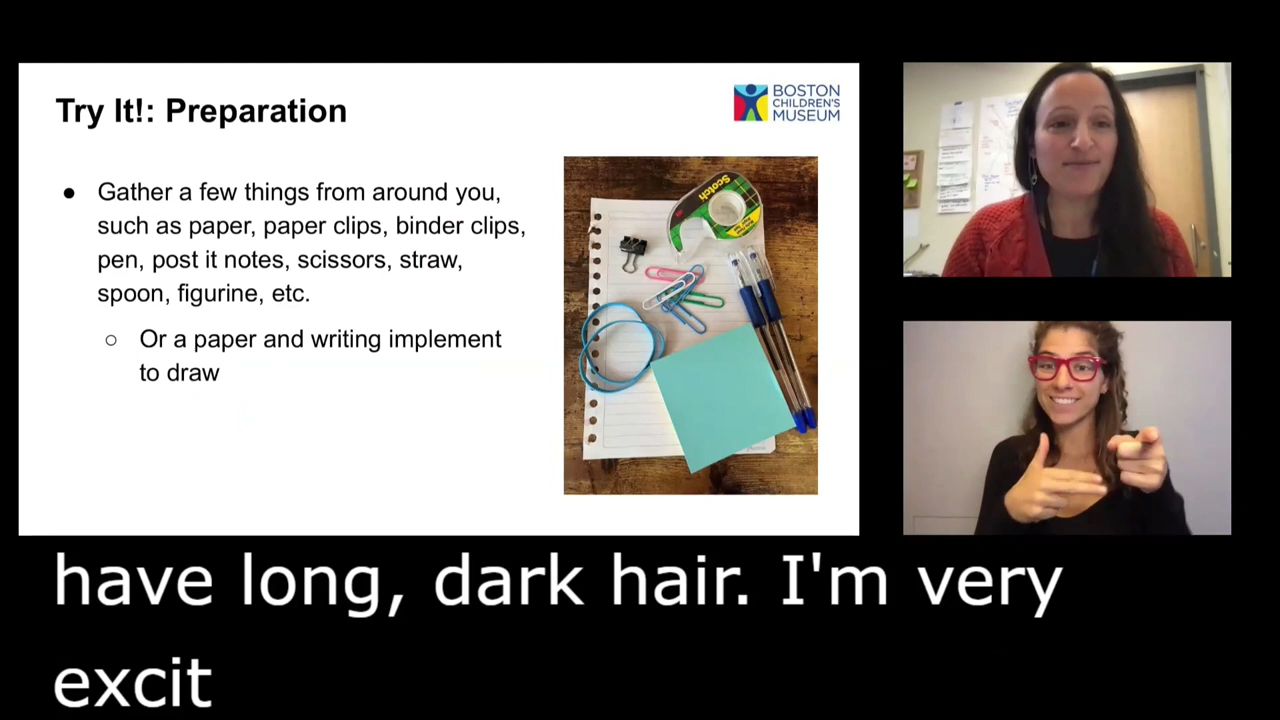 Try It!: Preparation
BOSTON
CHILDREN'S
MUSEUM
● Gather a few things from around you,
such as paper, paper clips, binder clips,
pen, post it notes, scissors, straw,
spoon, figurine, etc.
○ Or a paper and writing implement
to draw
Scotch
have long, dark hair. I'm very
excit